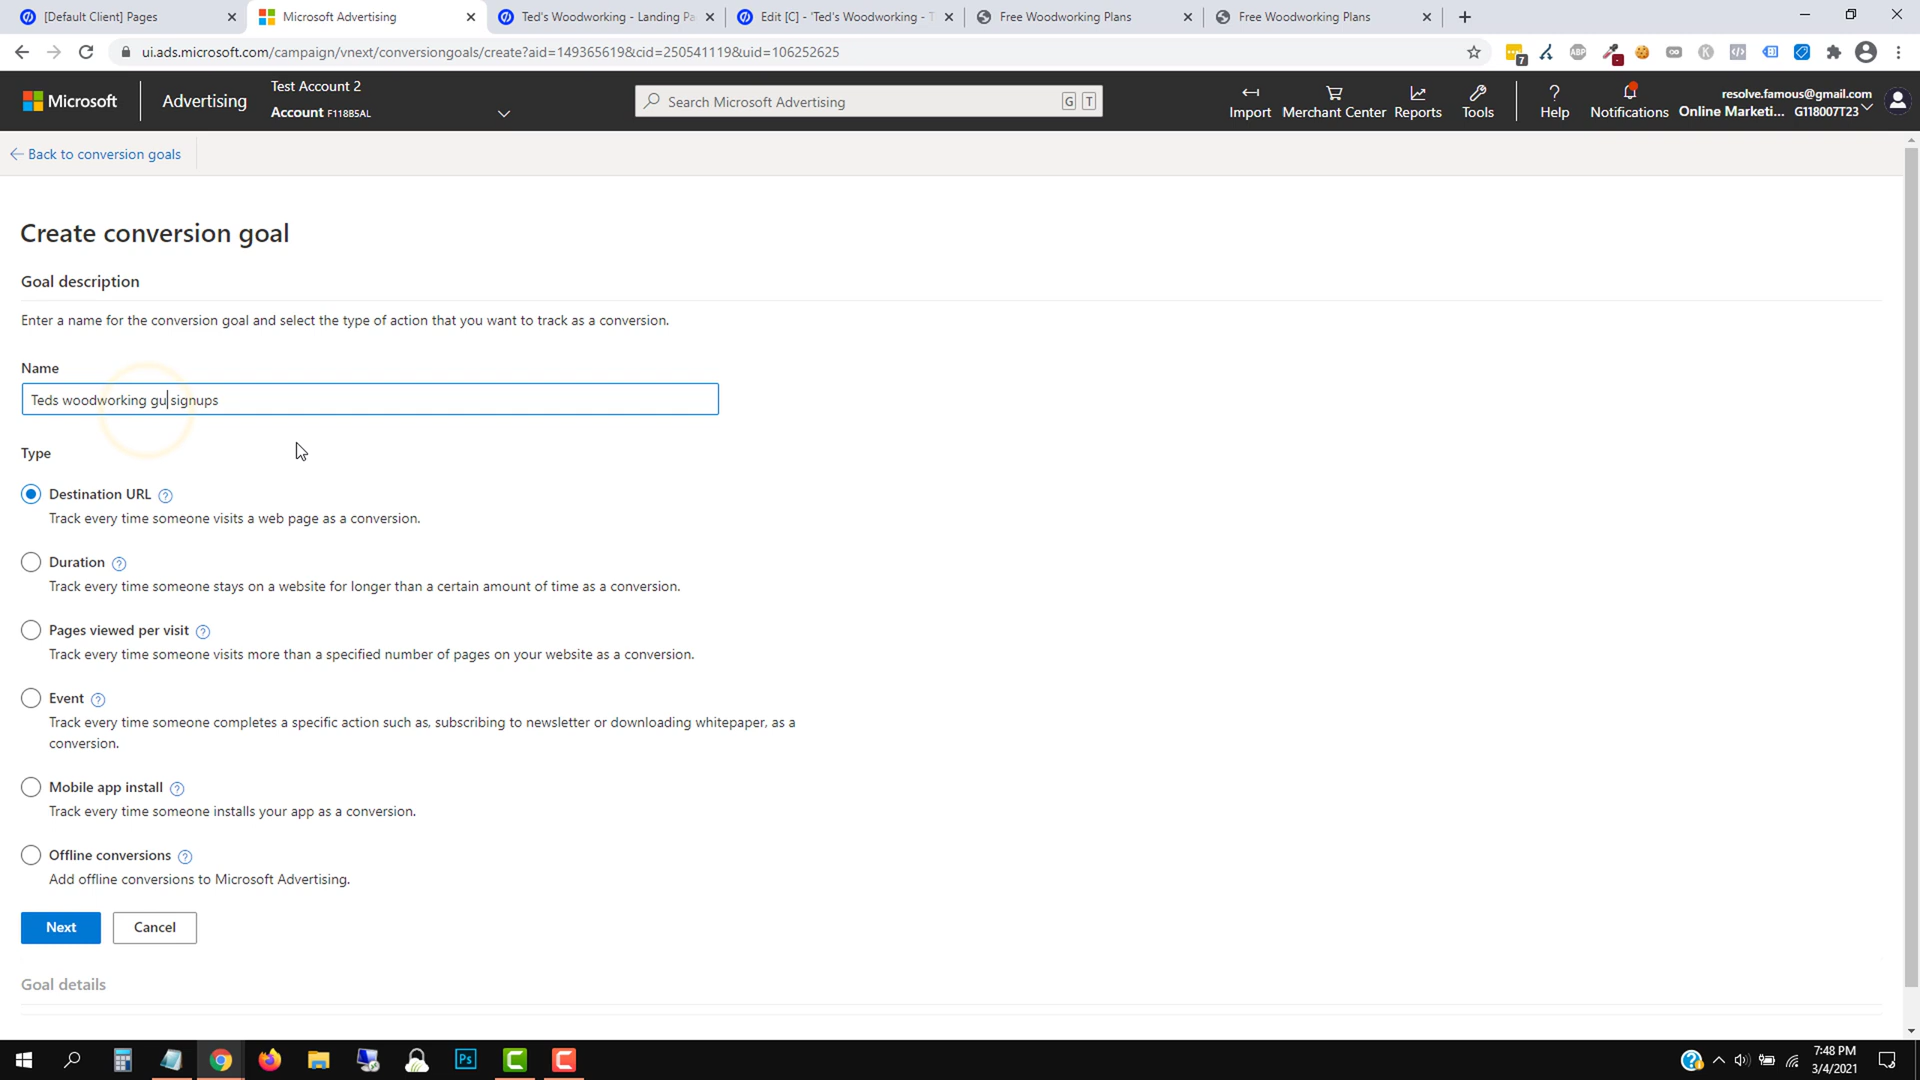 [Default Client] Pages
Microsoft Advertising
Ted's Woodworking - Landing Pa
Edit [C] - 'Ted's Woodworking - T
Free Woodworking Plans
Free Woodworking Plans
ui.ads.microsoft.com/campaign/vnext/conversiongoals/create?aid=149365619&cid=250541119&uid=106252625
7
ABP
Microsoft
Advertising
Test Account 2
Account F118B5AL
Search Microsoft Advertising
G T
Import
Merchant Center
Reports
Tools
Help
Notifications
resolve.famous@gmail.com
Online Marketi... G118007T23
Back to conversion goals
Create conversion goal
Goal description
Enter a name for the conversion goal and select the type of action that you want to track as a conversion.
Name
Teds woodworking gu signups
Type
Destination URL
Track every time someone visits a web page as a conversion.
Duration
Track every time someone stays on a website for longer than a certain amount of time as a conversion.
Pages viewed per visit
Track every time someone visits more than a specified number of pages on your website as a conversion.
Event
Track every time someone completes a specific action such as, subscribing to newsletter or downloading whitepaper, as a
conversion.
Mobile app install
Track every time someone installs your app as a conversion.
Offline conversions
Add offline conversions to Microsoft Advertising.
Next
Cancel
Goal details
Ps
7:48 PM
3/4/2021